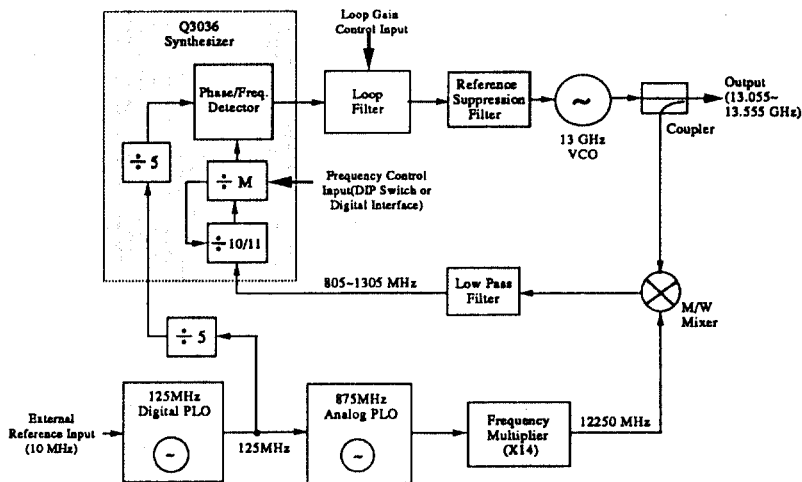 Q3036
Synthesizer
Loop Gain
Control Input
Phase/Freq.
Detector
Loop
Filter
Reference
Suppression
Filter
~
13 GHz
VCO
Coupler
Output
(13.055~
13.555 GHz)
÷ 5
÷ M
Frequency Control
Input(DIP Switch or
Digital Interface)
÷ 10/11
805~1305 MHz
Low Pass
Filter
M/W
Mixer
÷ 5
External
Reference Input
(10 MHz)
125MHz
Digital PLO
~
125MHz
875MHz
Analog PLO
~
Frequency
Multiplier
(X14)
12250 MHz